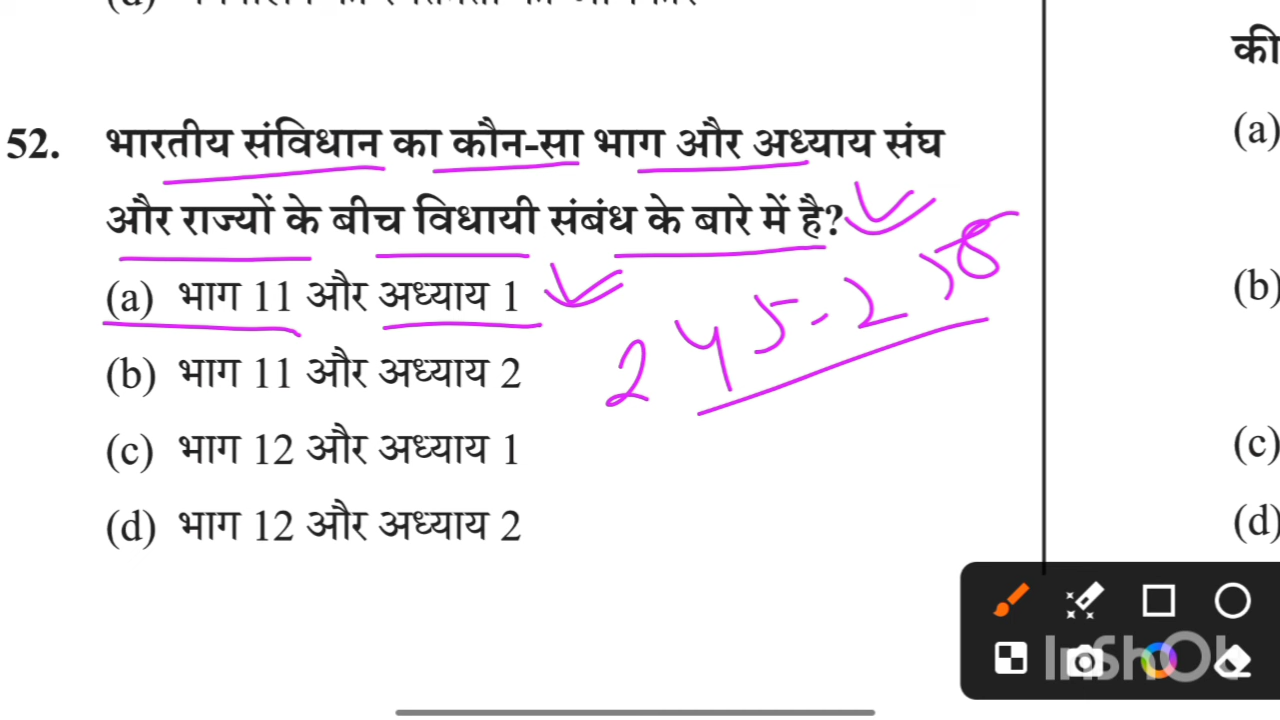 52. भारतीय संविधान का कौन-सा भाग और अध्याय संघ
और राज्यों के बीच विधायी संबंध के बारे में है?
(a) भाग 11 और अध्याय 1
(b) भाग 11 और अध्याय 2
(c) भाग 12 और अध्याय 1
(d) भाग 12 और अध्याय 2
245-2
की
(a)
(b)
(c)
(d)
InShOt